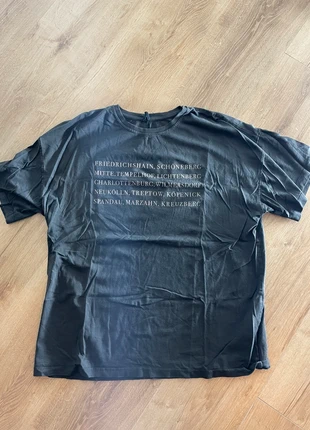 FRIEDRICHSHAIN, SCHÖNEBERG
MITTE, TEMPELHOF, LICHTENBERG
CHARLOTTENBURG, WILMERSDORF
NEUKÖLLN, TREPTOW, KÖPENICK
SPANDAU, MARZAHN, KREUZBERG